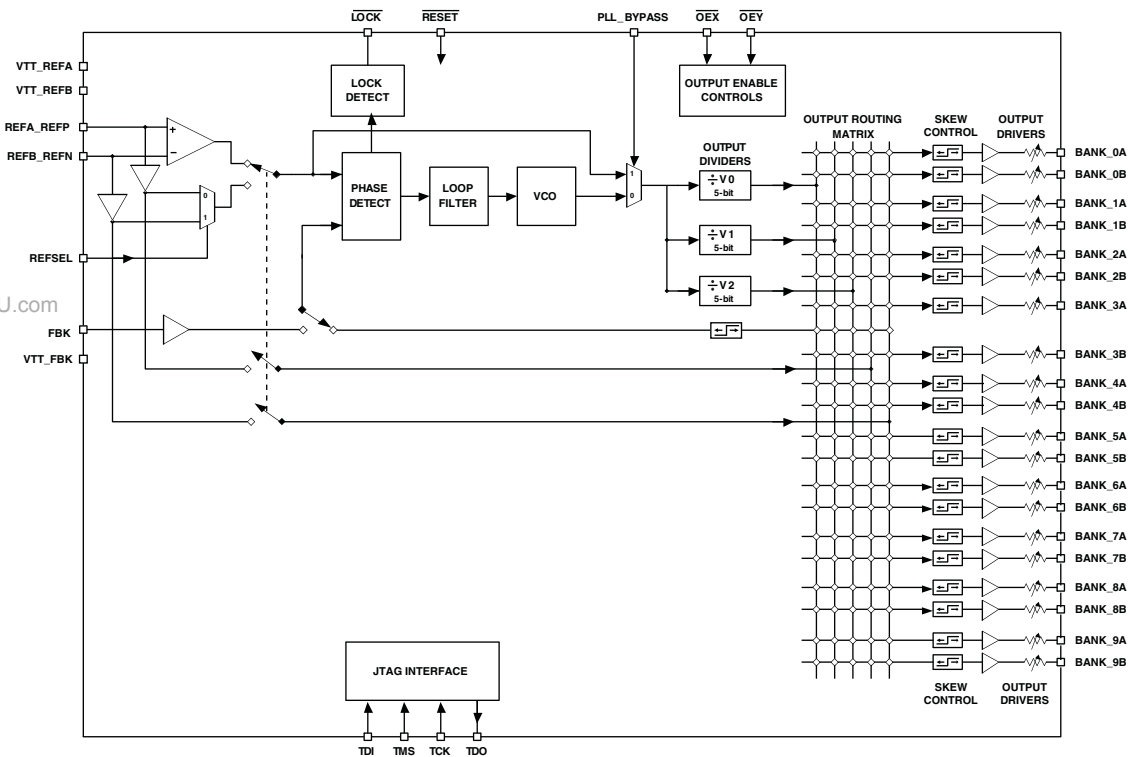 LOCK
RESET
PLL_BYPASS
OEX
OEY
VTT_REFA
VTT_REFB
REFA_REFP
REFB_REFN
REFSEL
FBK
VTT_FBK
U.com
+
−
0
1
LOCK
DETECT
PHASE
DETECT
LOOP
FILTER
VCO
1
0
OUTPUT ENABLE
CONTROLS
OUTPUT
DIVIDERS
÷ V0
5-bit
÷ V1
5-bit
÷ V2
5-bit
OUTPUT ROUTING
MATRIX
SKEW
CONTROL
OUTPUT
DRIVERS
BANK_0A
BANK_0B
BANK_1A
BANK_1B
BANK_2A
BANK_2B
BANK_3A
BANK_3B
BANK_4A
BANK_4B
BANK_5A
BANK_5B
BANK_6A
BANK_6B
BANK_7A
BANK_7B
BANK_8A
BANK_8B
BANK_9A
BANK_9B
SKEW
CONTROL
OUTPUT
DRIVERS
JTAG INTERFACE
TDI
TMS
TCK
TDO